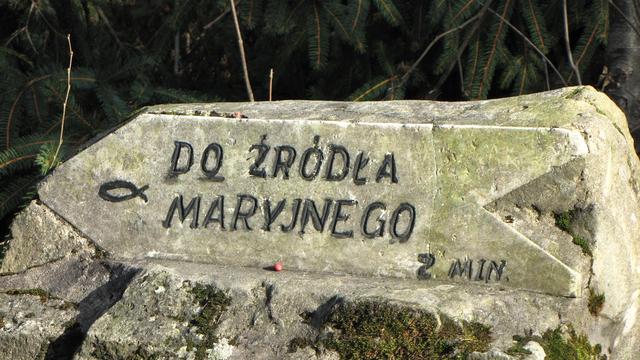 DO ŹRÓDŁA
MARYJNEGO
2 MIN.